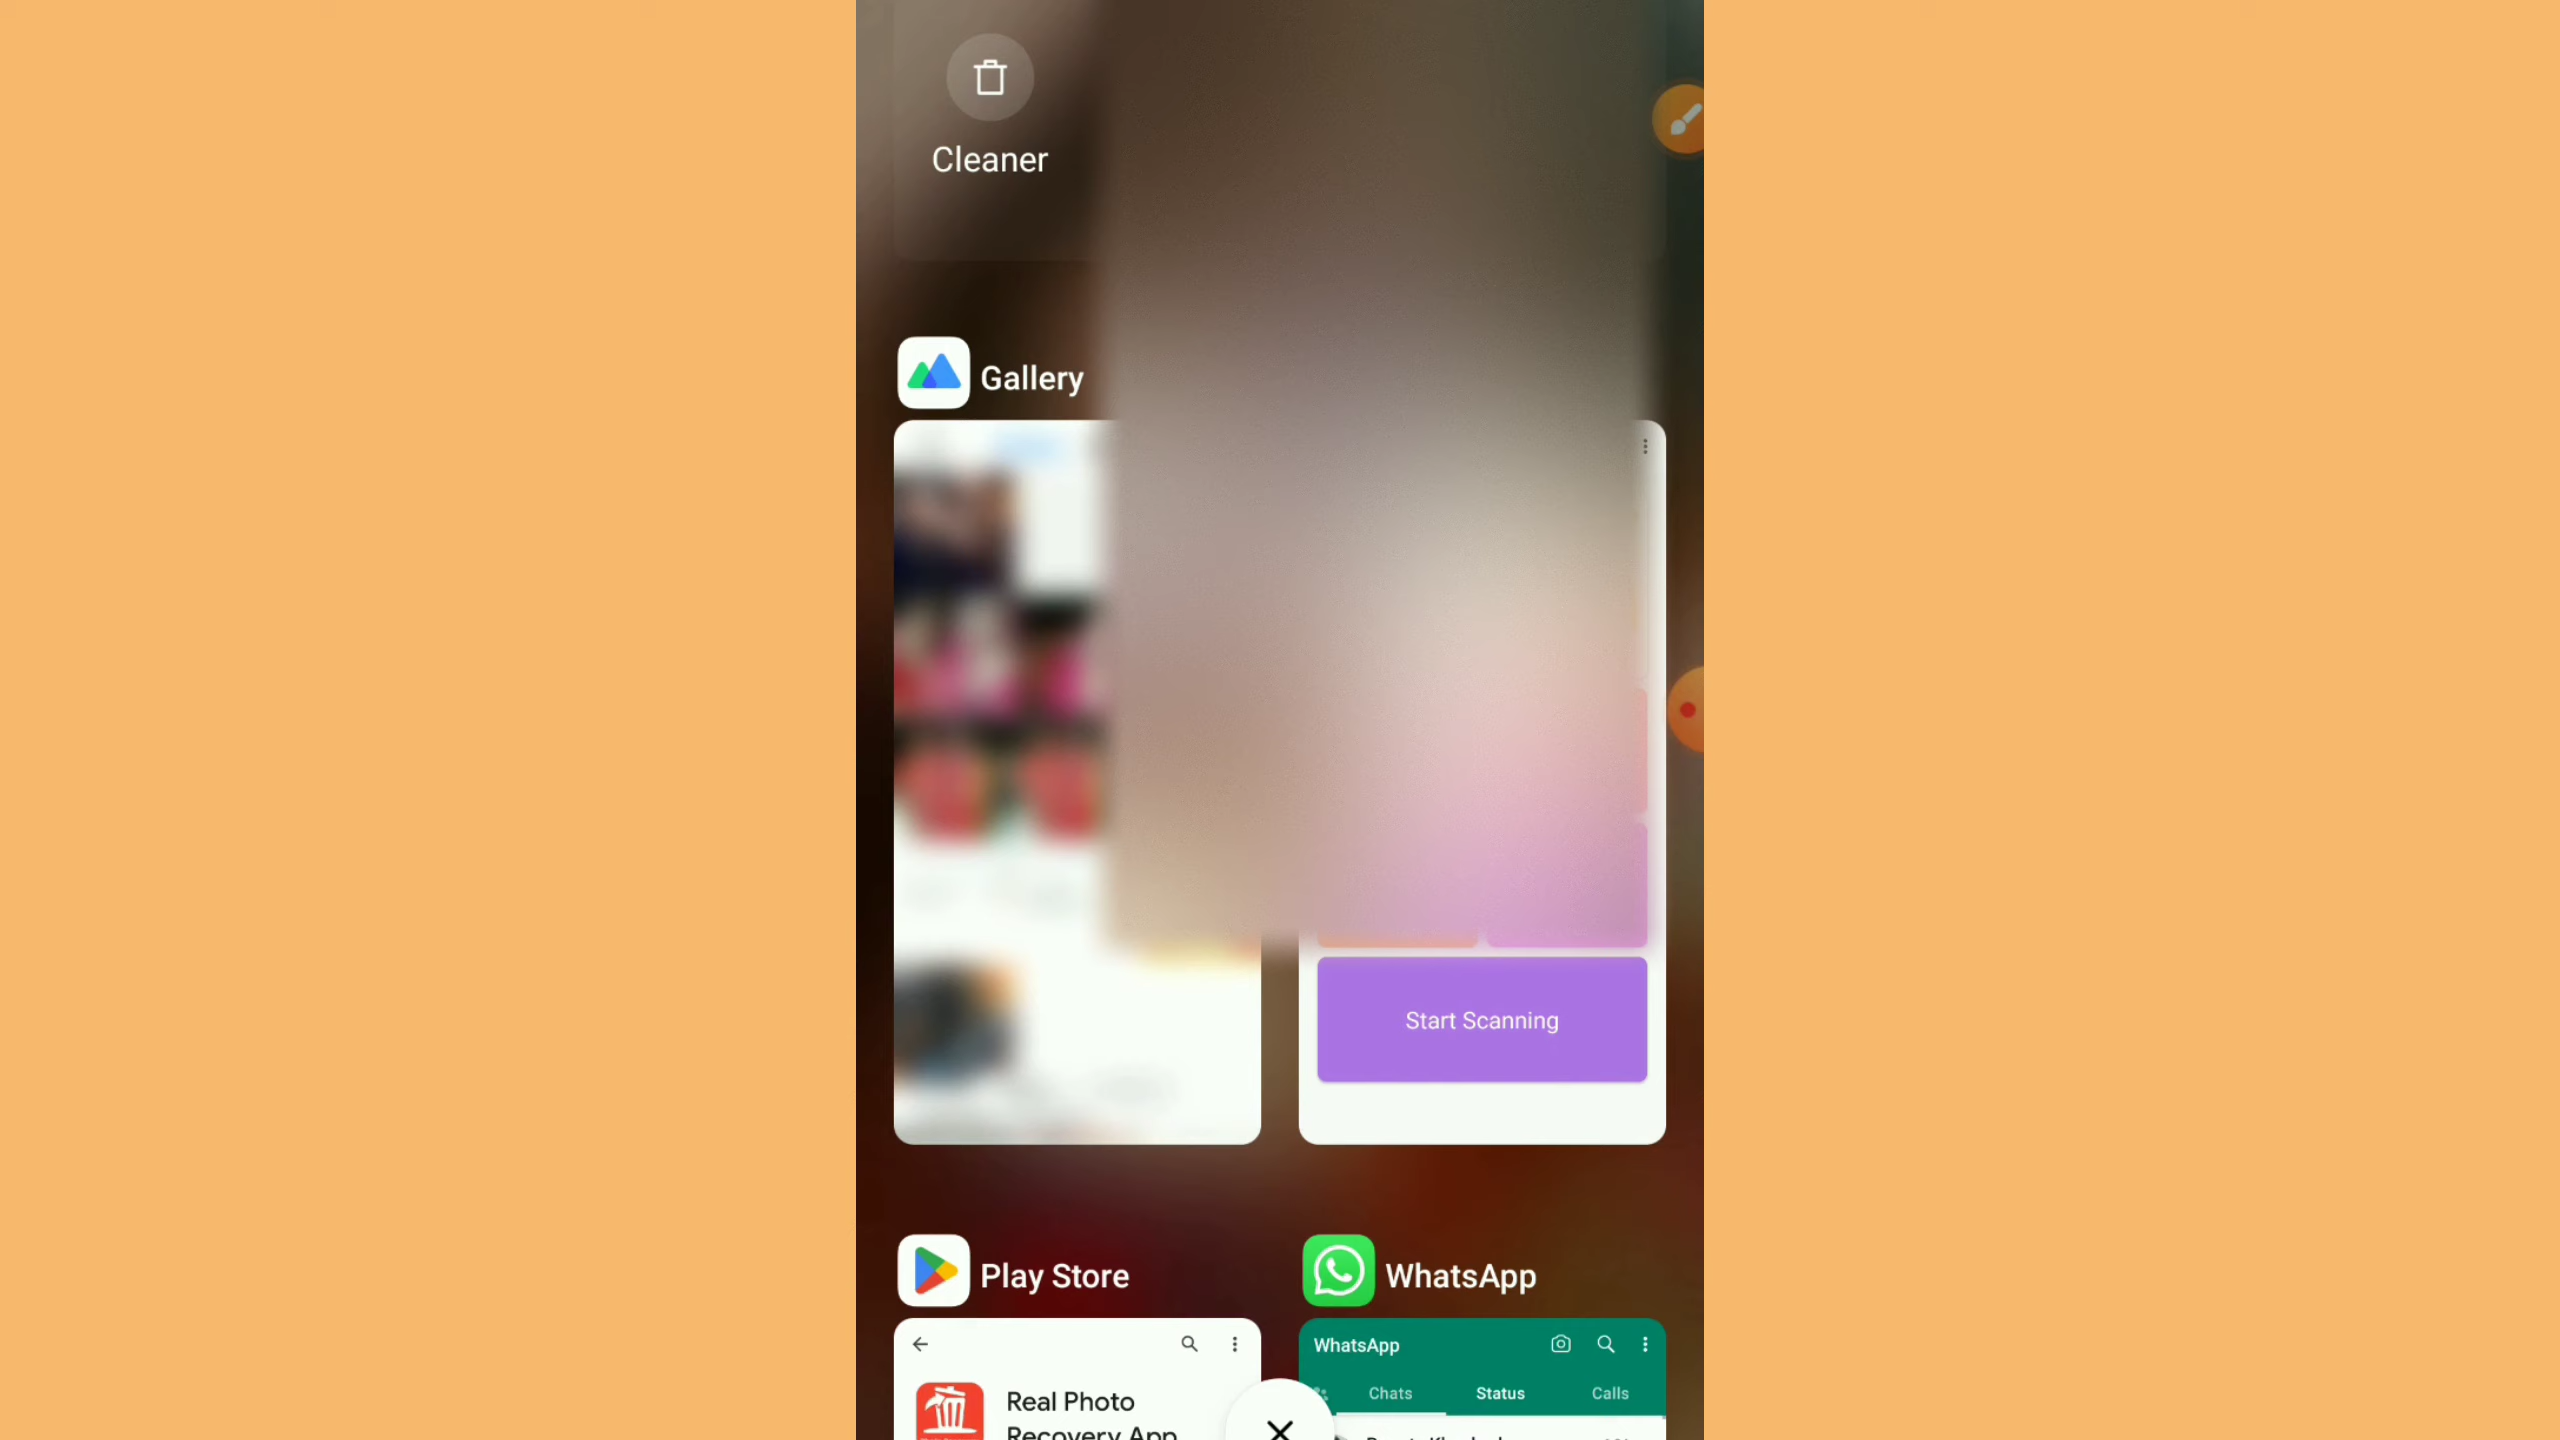 Cleaner
Gallery
Start Scanning
Play Store
WhatsApp
WhatsApp
Chats
Status
Calls
Real Photo
Recovery App